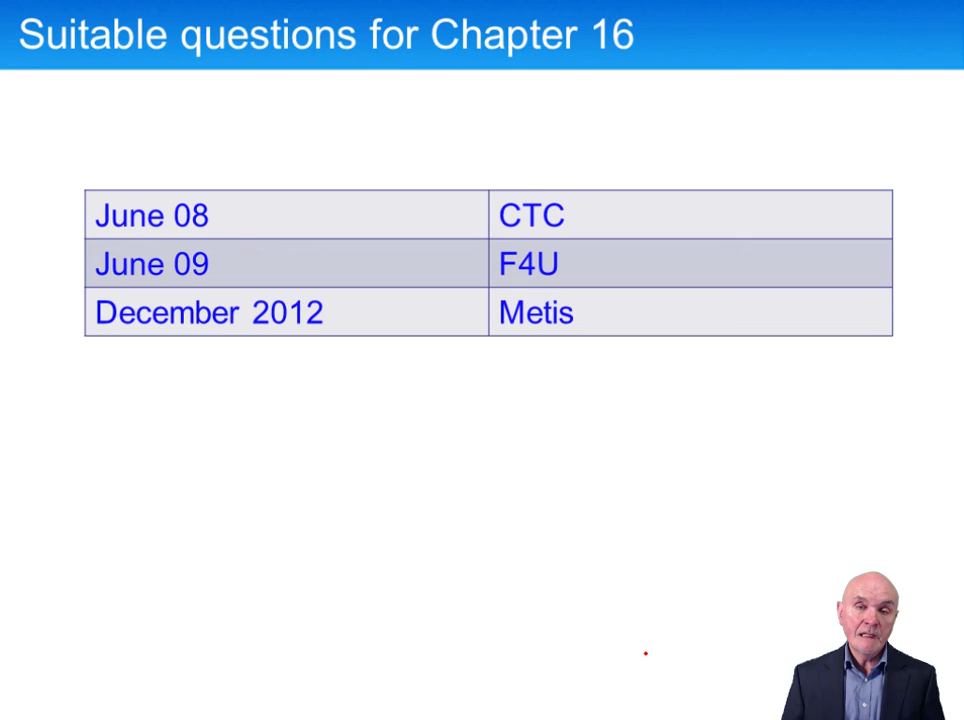 Suitable questions for Chapter 16
June 08 CTC
June 09 F4U
December 2012 Metis